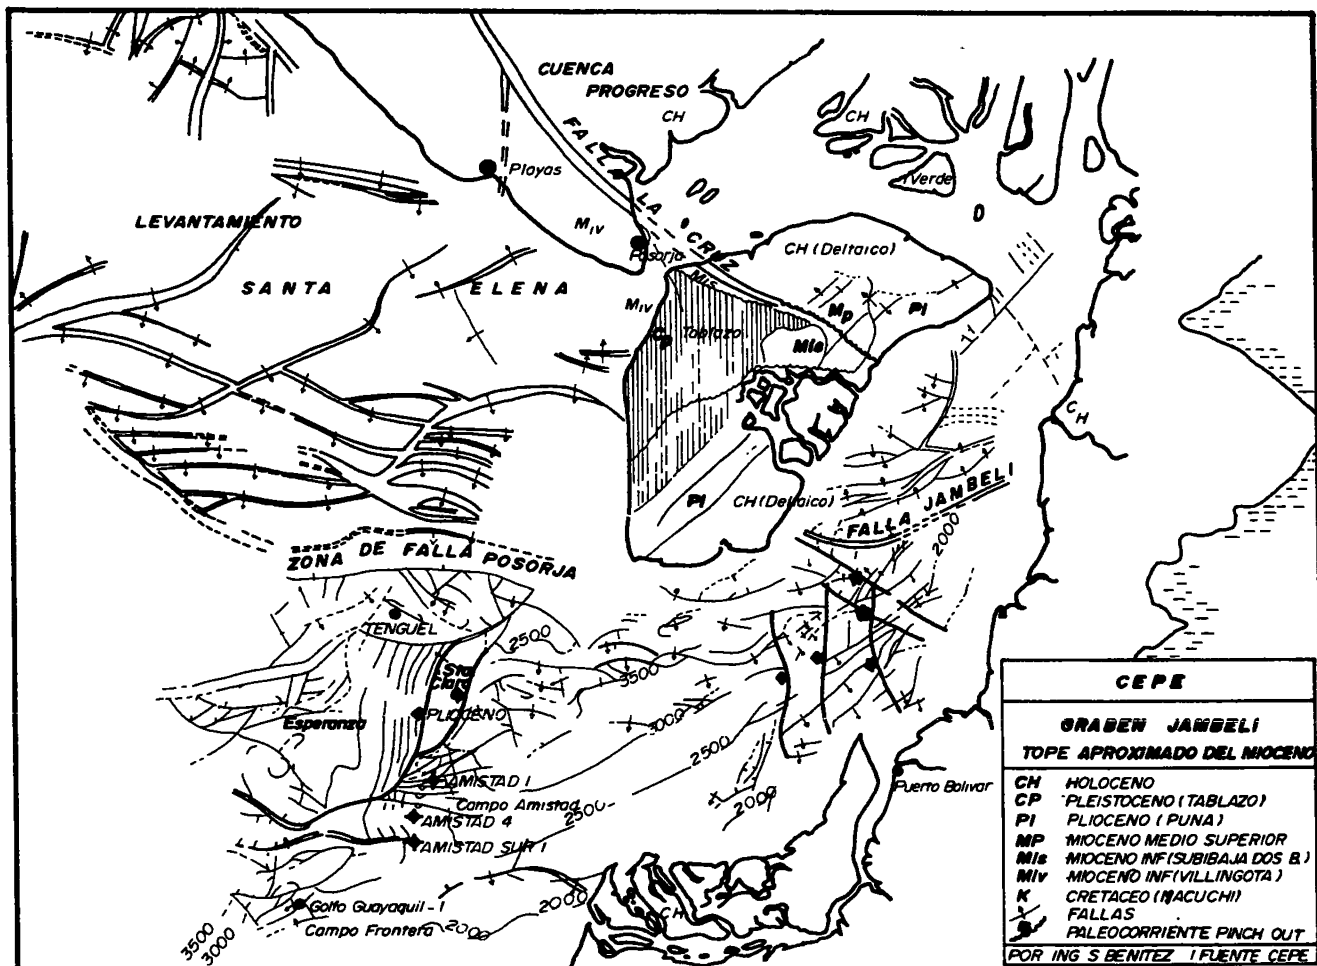 CUENCA
PROGRESO
CH
FALLA
LA
CRUZ
CH
Verde
Playas
LEVANTAMIENTO
MIV
Posorja
CH (Deltaico)
SANTA
ELENA
MIV
MIS
Mp
PI
Tablazo
Cp
MIs
CH
PI
CH (Deltaico)
FALLA JAMBELI
2000
ZONA DE FALLA POSORJA
TENGUEL
2500
Sta
Clara
3500
Esperanza
PLIOCENO
3000
2500
AMISTAD I
Campo Amistad
2500
2000
Puerto Bolivar
AMISTAD 4
AMISTAD SUR I
Golfo Guayaquil - I
2000
2000
CH
Campo Frontera
3500
3000
CEPE
GRABEN JAMBELI
TOPE APROXIMADO DEL MIOCENO
CH HOLOCENO
CP PLEISTOCENO (TABLAZO)
PI PLIOCENO (PUNA)
MP MIOCENO MEDIO SUPERIOR
MIs MIOCENO INF (SUBIBAJA DOS B.)
MIv MIOCENO INF (VILLINGOTA)
K CRETACEO (MACUCHI)
FALLAS
PALEOCORRIENTE PINCH OUT
POR ING S BENITEZ / FUENTE CEPE